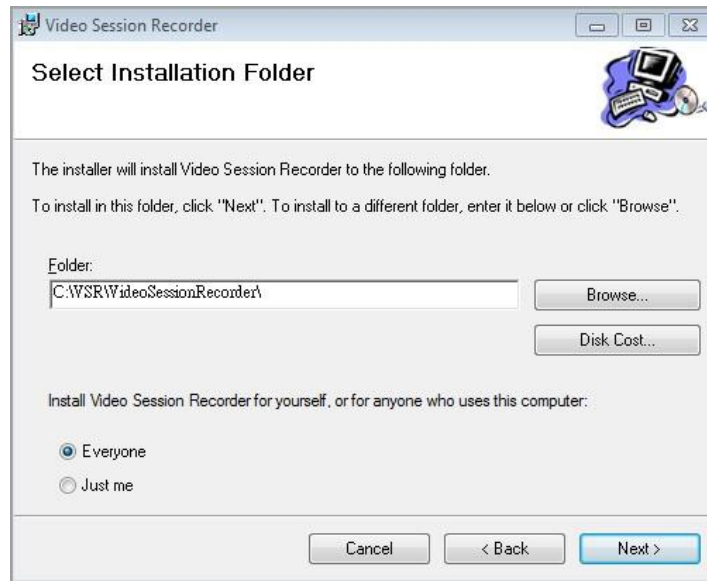 Video Session Recorder
Select Installation Folder
The installer will install Video Session Recorder to the following folder.
To install in this folder, click "Next". To install to a different folder, enter it below or click "Browse".
Folder:
C:\VSR\VideoSessionRecorder\
Browse...
Disk Cost...
Install Video Session Recorder for yourself, or for anyone who uses this computer:
Everyone
Just me
Cancel
< Back
Next >